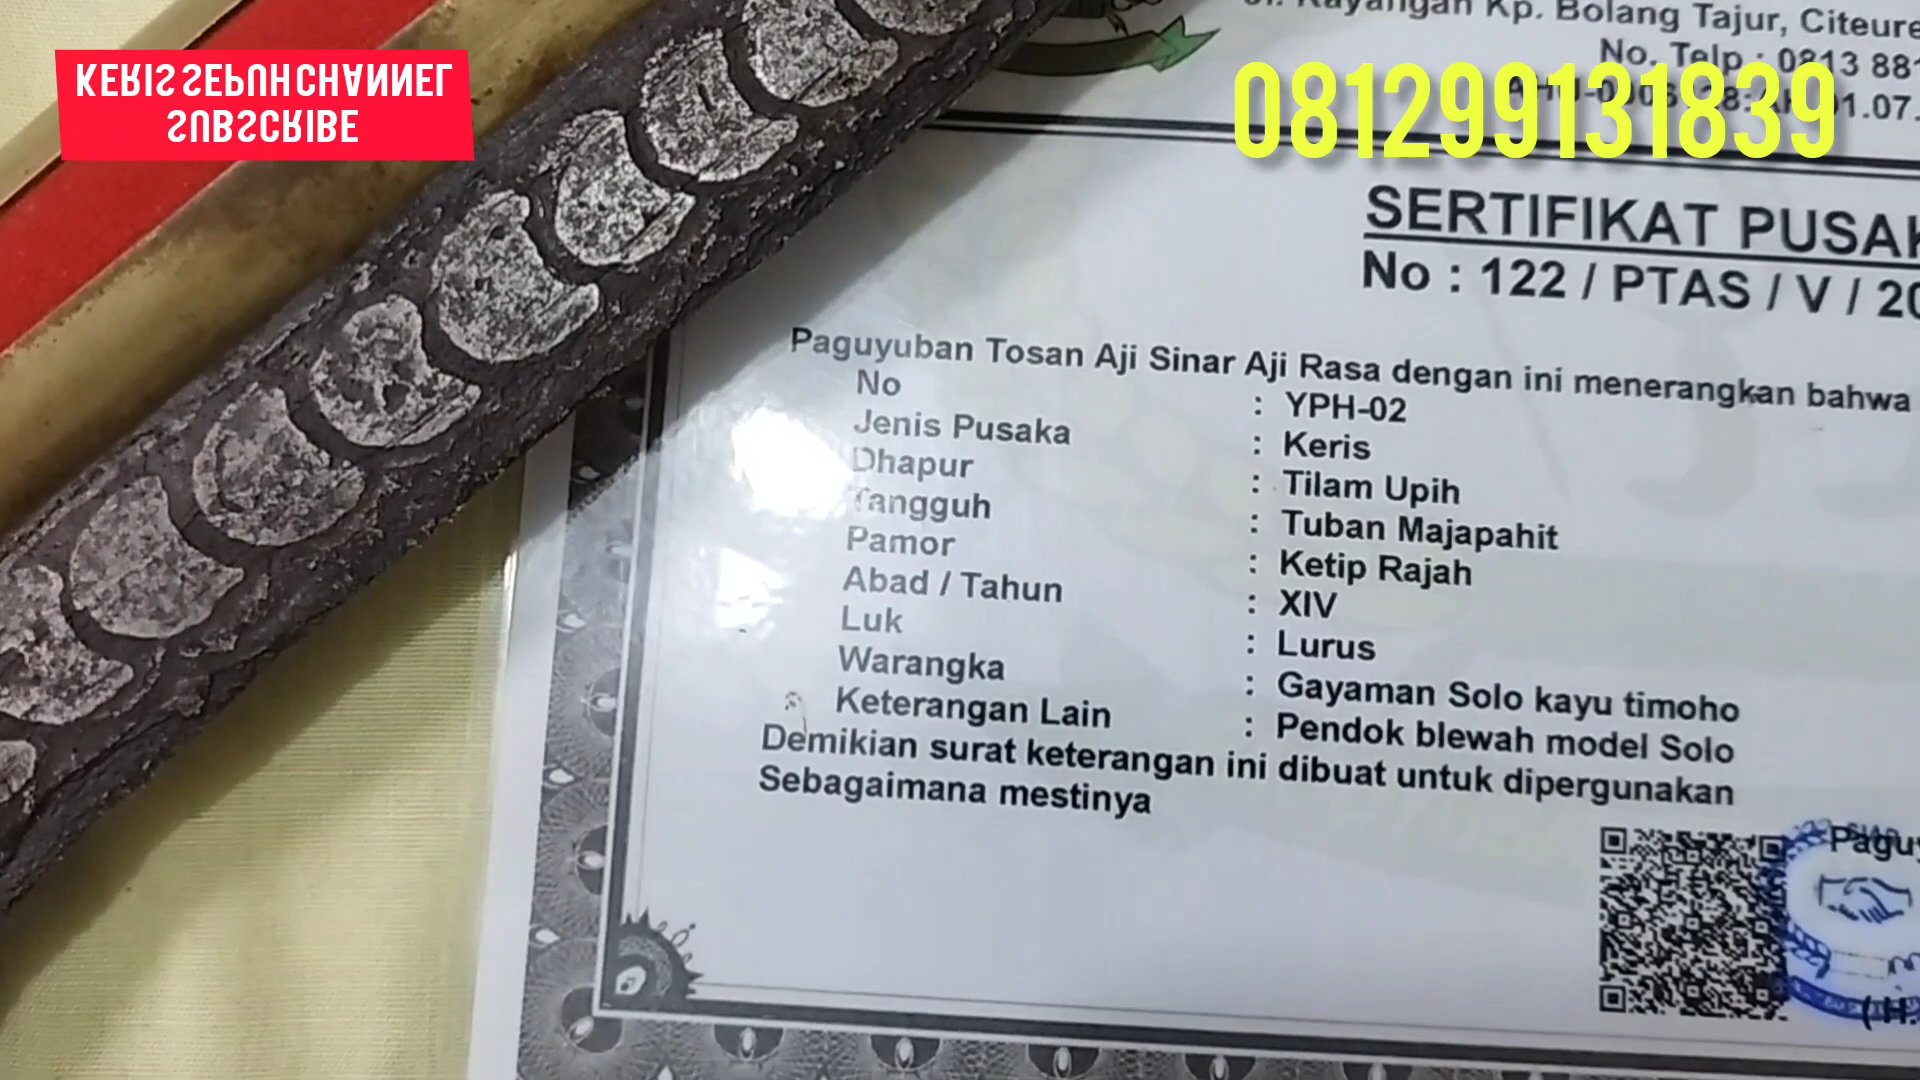 KERIS SEPUH CHANNEL
SUBSCRIBE
Kayangan Kp. Bolang Tajur, Citeure
No. Telp : 0813 881
081299131839
SERTIFIKAT PUSAK
No : 122 / PTAS / V / 20
Paguyuban Tosan Aji Sinar Aji Rasa dengan ini menerangkan bahwa
No : YPH-02
Jenis Pusaka : Keris
Dhapur : Tilam Upih
Tangguh : Tuban Majapahit
Pamor : Ketip Rajah
Abad / Tahun : XIV
Luk : Lurus
Warangka : Gayaman Solo kayu timoho
Keterangan Lain : Pendok blewah model Solo
Demikian surat keterangan ini dibuat untuk dipergunakan
Sebagaimana mestinya
Paguy
(H.